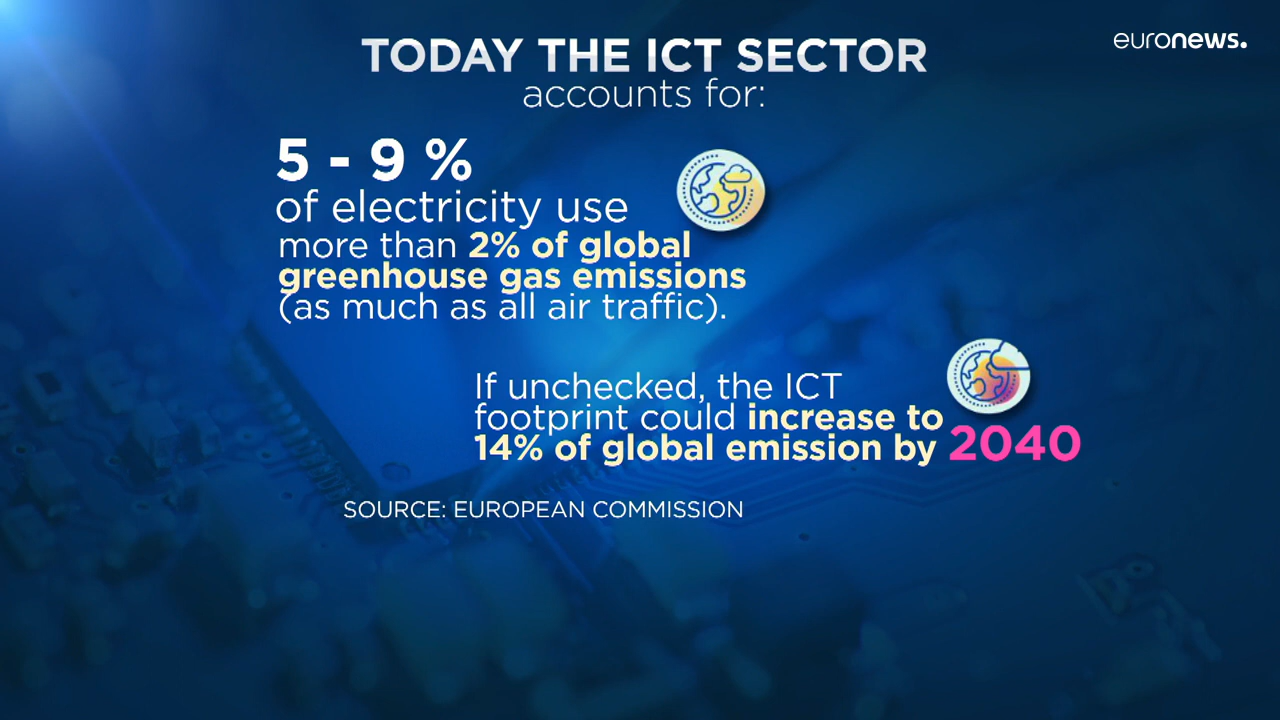 euronews.
TODAY THE ICT SECTOR
accounts for:
5 - 9 %
of electricity use
more than 2% of global
greenhouse gas emissions
(as much as all air traffic).
If unchecked, the ICT
footprint could increase to
14% of global emission by 2040
SOURCE: EUROPEAN COMMISSION